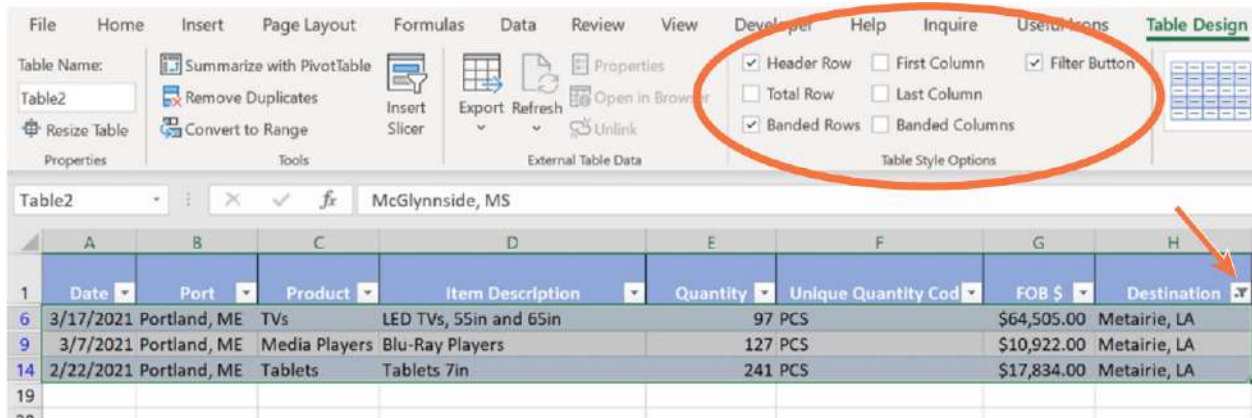 File Home Insert Page Layout Formulas Data Review View Developer Help Inquire Useful Icons Table Design
Table Name:
Table2
Resize Table
Properties
Summarize with PivotTable
Remove Duplicates
Convert to Range
Tools
Insert
Slicer
Export Refresh
Properties
Open in Browser
Unlink
External Table Data
Header Row First Column Filter Button
Total Row Last Column
Banded Rows Banded Columns
Table Style Options
Table2 fx McGlynnside, MS
A B C D E F G H
1 Date Port Product Item Description Quantity Unique Quantity Cod FOB $ Destination
6 3/17/2021 Portland, ME TVs LED TVs, 55in and 65in 97 PCS $64,505.00 Metairie, LA
9 3/7/2021 Portland, ME Media Players Blu-Ray Players 127 PCS $10,922.00 Metairie, LA
14 2/22/2021 Portland, ME Tablets Tablets 7in 241 PCS $17,834.00 Metairie, LA
19